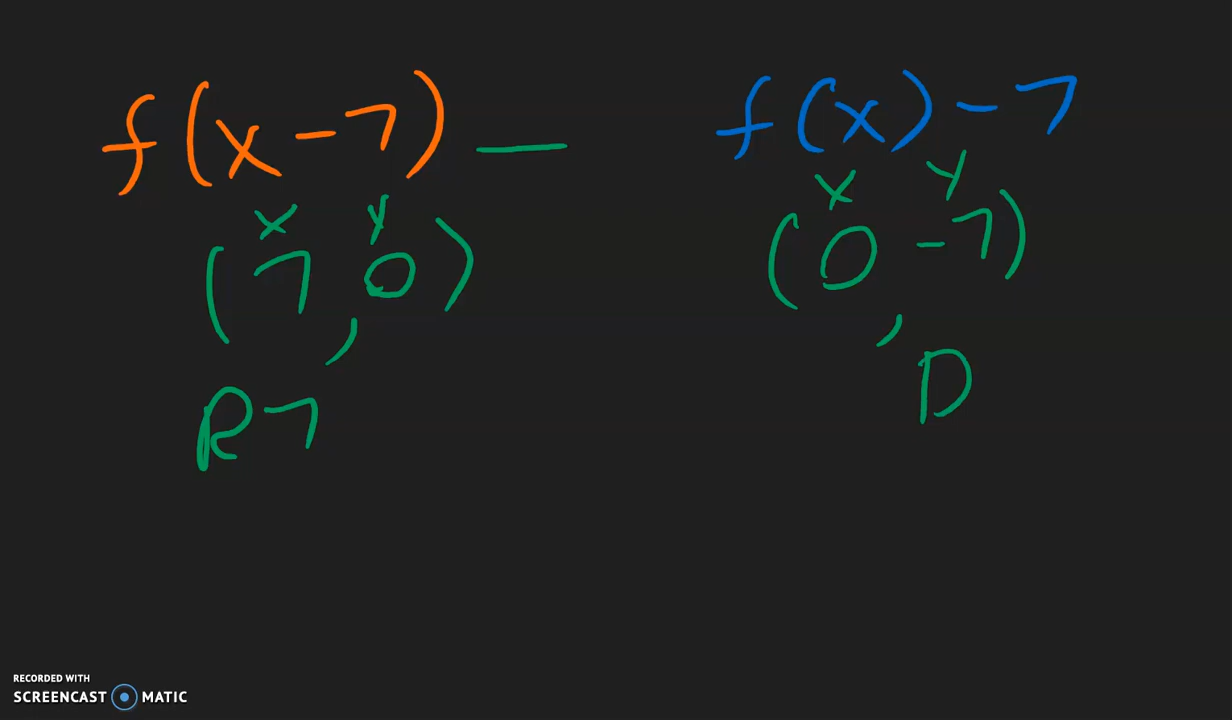 f(x-7) —
x y
(7, 0)
R7
f(x)-7
x y
(0, -7)
D
RECORDED WITH
SCREENCAST MATIC